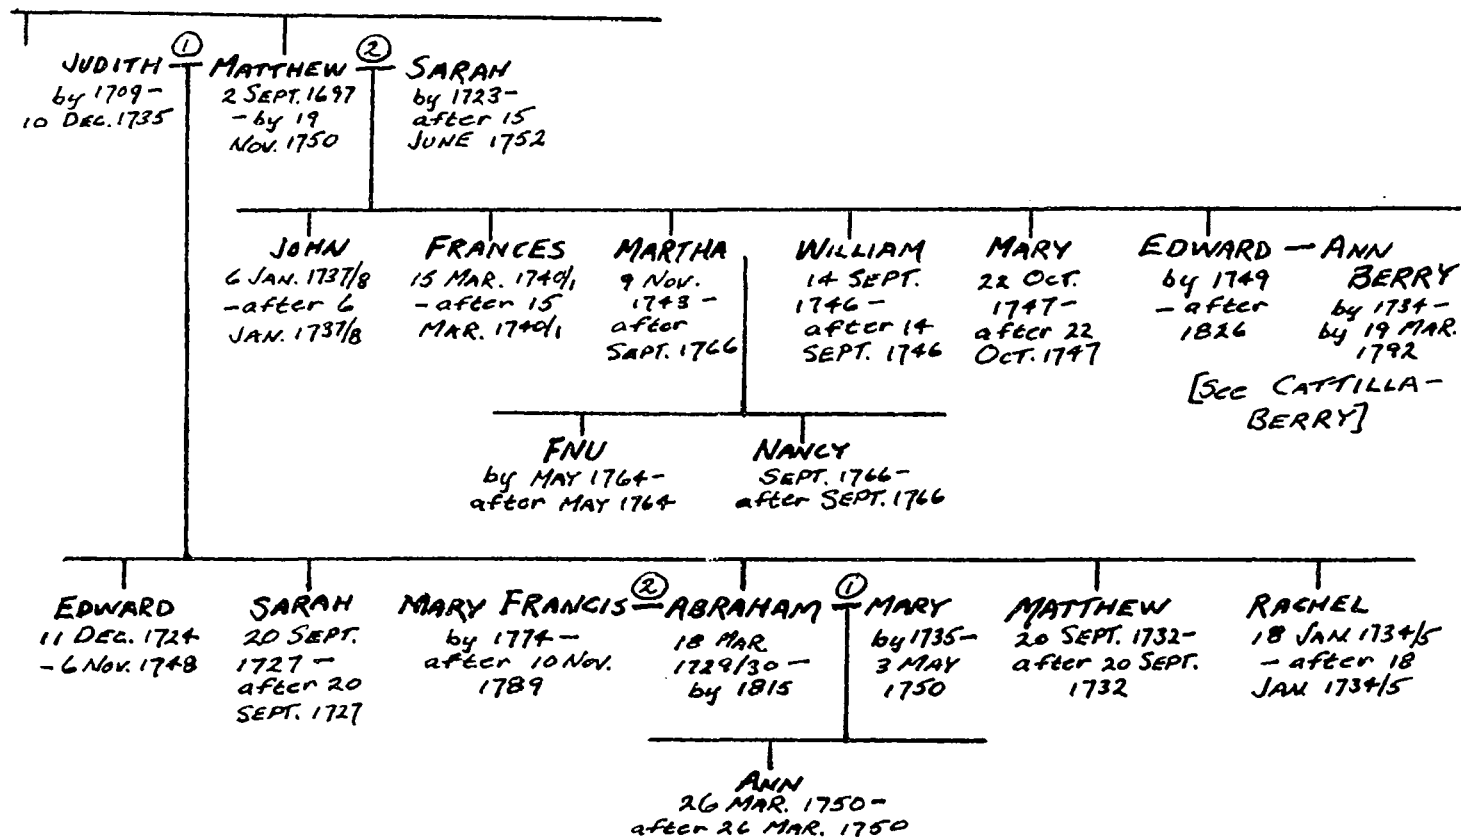 ① ②
JUDITH MATTHEW SARAH
by 1709-
10 DEC. 1735
2 SEPT. 1697
- by 19
NOV. 1750
by 1723-
after 15
JUNE 1752
JOHN
6 JAN. 1737/8
- after 6
JAN. 1737/8
FRANCES
15 MAR. 1740/1
- after 15
MAR. 1740/1
MARTHA
9 NOV.
1743 -
after
SEPT. 1766
WILLIAM
14 SEPT.
1746 -
after 14
SEPT. 1746
MARY
22 OCT.
1747-
after 22
OCT. 1747
EDWARD - ANN
BERRY
by 1749
- after
1826
by 1734-
by 19 MAR.
1792
[See CATTILLA-
BERRY]
FNU
by MAY 1764-
after MAY 1764
NANCY
SEPT. 1766-
after SEPT. 1766
EDWARD
11 DEC. 1724
- 6 NOV. 1748
SARAH
20 SEPT.
1727 -
after 20
SEPT. 1727
MARY FRANCIS ② ABRAHAM ① MARY
by 1774-
after 10 NOV.
1789
18 MAR.
1729/30 -
by 1815
by 1735-
3 MAY
1750
MATTHEW
20 SEPT. 1732-
after 20 SEPT.
1732
RACHEL
18 JAN. 1734/5
- after 18
JAN. 1734/5
ANN
26 MAR. 1750-
after 26 MAR. 1750